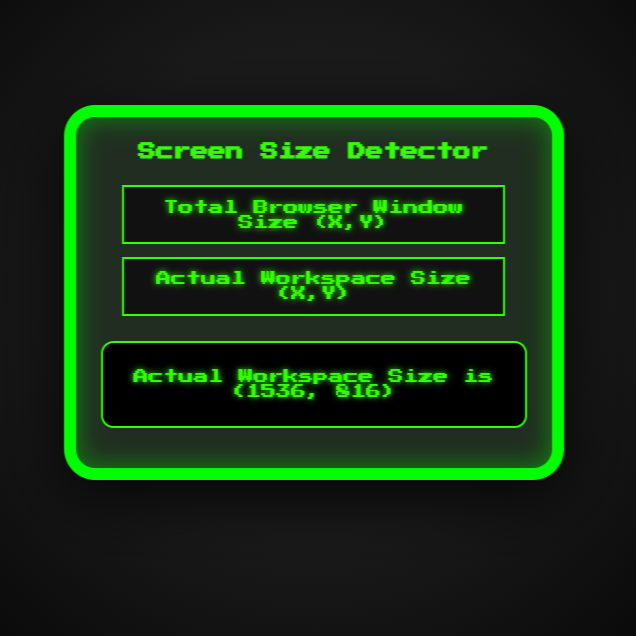 Screen Size Detector
Total Browser Window
Size (X,Y)
Actual Workspace Size
(X,Y)
Actual Workspace Size is
(1536, 816)